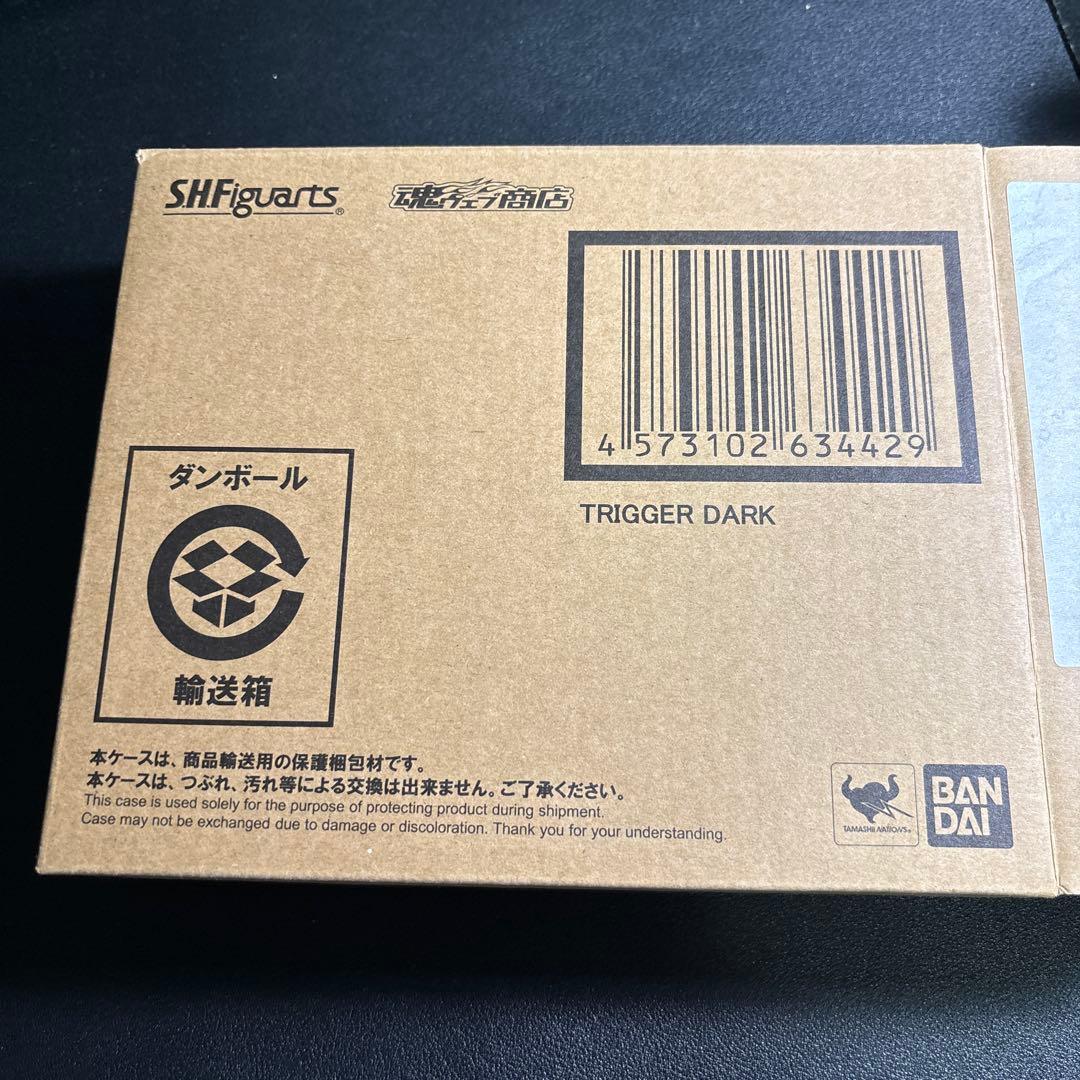 S.H.Figuarts®
魂ウェブ商店
4 573102 634429
TRIGGER DARK
ダンボール
輸送箱
本ケースは、商品輸送用の保護梱包材です。
本ケースは、つぶれ、汚れ等による交換は出来ません。ご了承ください。
This case is used solely for the purpose of protecting product during shipment.
Case may not be exchanged due to damage or discoloration. Thank you for your understanding.
TAMASHII NATIONS®
BAN
DAI